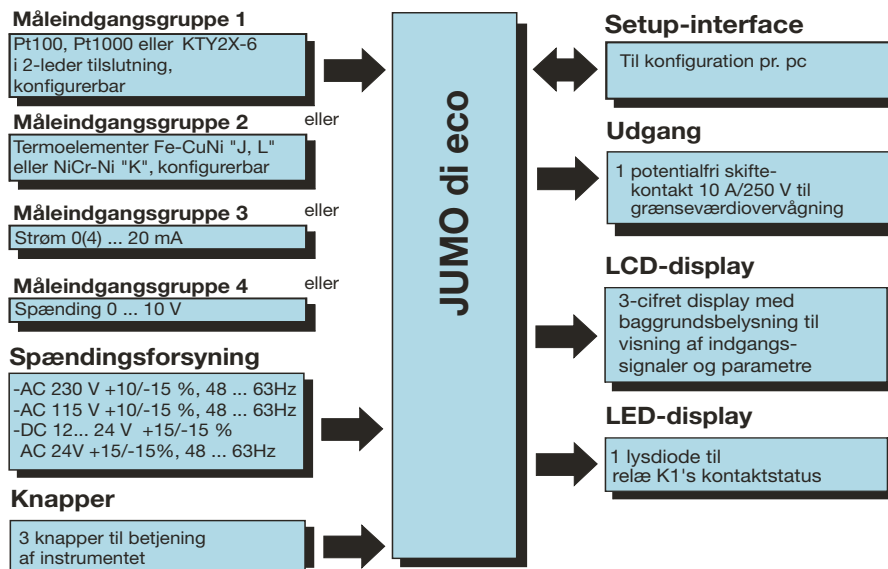 Måleindgangsgruppe 1
Pt100, Pt1000 eller KTY2X-6
i 2-leder tilslutning,
konfigurerbar
Måleindgangsgruppe 2
eller
Termoelementer Fe-CuNi "J, L"
eller NiCr-Ni "K", konfigurerbar
Måleindgangsgruppe 3
eller
Strøm 0(4) ... 20 mA
Måleindgangsgruppe 4
eller
Spænding 0 ... 10 V
Spændingsforsyning
-AC 230 V +10/-15 %, 48 ... 63Hz
-AC 115 V +10/-15 %, 48 ... 63Hz
-DC 12... 24 V +15/-15 %
AC 24V +15/-15%, 48 ... 63Hz
Knapper
3 knapper til betjening
af instrumentet
JUMO di eco
Setup-interface
Til konfiguration pr. pc
Udgang
1 potentialfri skifte-
kontakt 10 A/250 V til
grænseværdiovervågning
LCD-display
3-cifret display med
baggrundsbelysning til
visning af indgangs-
signaler og parametre
LED-display
1 lysdiode til
relæ K1's kontaktstatus